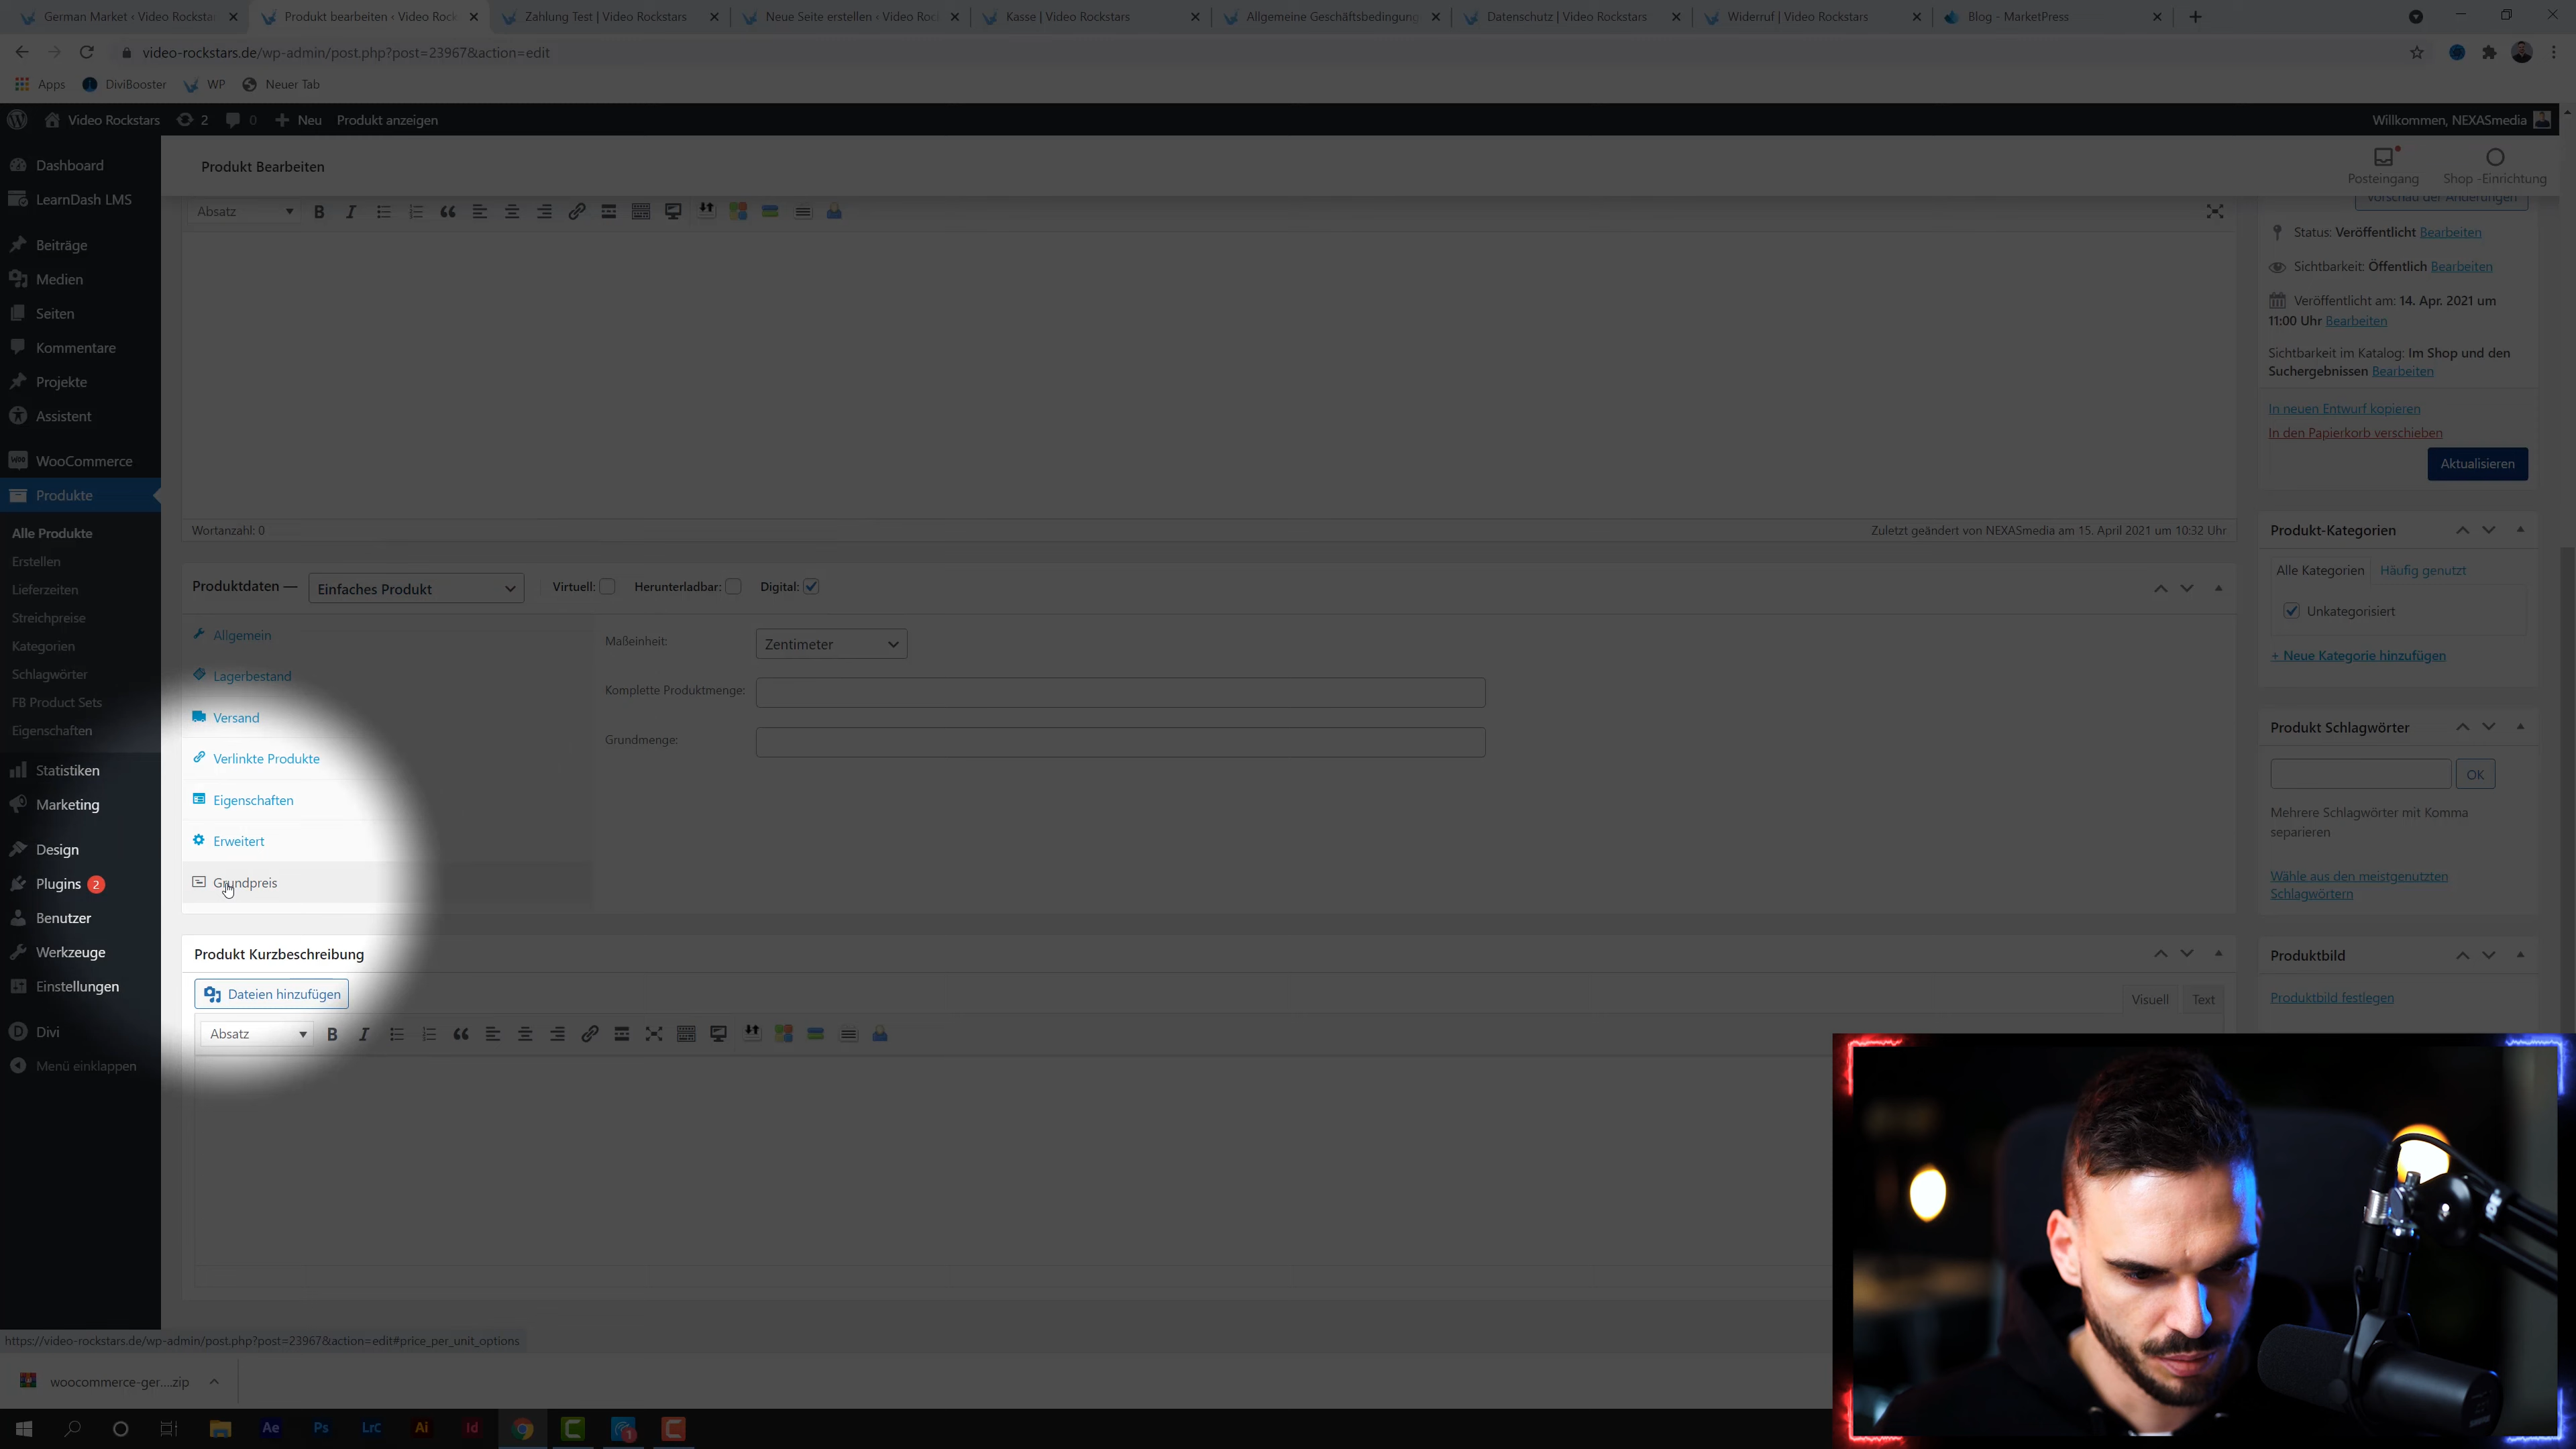 German Market ‹ Video Rockstar
Produkt bearbeiten ‹ Video Rock
Zahlung Test | Video Rockstars
Neue Seite erstellen ‹ Video Roc
Kasse | Video Rockstars
Allgemeine Geschäftsbedingung
Datenschutz | Video Rockstars
Widerruf | Video Rockstars
Blog - MarketPress
video-rockstars.de/wp-admin/post.php?post=23967&action=edit
Apps
DiviBooster
WP
Neuer Tab
Video Rockstars
2
0
Neu
Produkt anzeigen
Willkommen, NEXASmedia
Produkt Bearbeiten
Posteingang
Shop -Einrichtung
Dashboard
LearnDash LMS
Beiträge
Medien
Seiten
Kommentare
Projekte
Assistent
WooCommerce
Produkte
Alle Produkte
Erstellen
Lieferzeiten
Streichpreise
Kategorien
Schlagwörter
FB Product Sets
Eigenschaften
Statistiken
Marketing
Design
Plugins 2
Benutzer
Werkzeuge
Einstellungen
Divi
Menü einklappen
Absatz
B I
Wortanzahl: 0
Zuletzt geändert von NEXASmedia am 15. April 2021 um 10:32 Uhr
Produktdaten —
Einfaches Produkt
Virtuell:
Herunterladbar:
Digital:
Allgemein
Lagerbestand
Versand
Verlinkte Produkte
Eigenschaften
Erweitert
Grundpreis
Maßeinheit:
Zentimeter
Komplette Produktmenge:
Grundmenge:
Produkt Kurzbeschreibung
Dateien hinzufügen
Visuell
Text
Absatz
B I
Vorschau der Änderungen
Status: Veröffentlicht Bearbeiten
Sichtbarkeit: Öffentlich Bearbeiten
Veröffentlicht am: 14. Apr. 2021 um
11:00 Uhr Bearbeiten
Sichtbarkeit im Katalog: Im Shop und den
Suchergebnissen Bearbeiten
In neuen Entwurf kopieren
In den Papierkorb verschieben
Aktualisieren
Produkt-Kategorien
Alle Kategorien
Häufig genutzt
Unkategorisiert
+ Neue Kategorie hinzufügen
Produkt Schlagwörter
OK
Mehrere Schlagwörter mit Komma
separieren
Wähle aus den meistgenutzten
Schlagwörtern
Produktbild
Produktbild festlegen
https://video-rockstars.de/wp-admin/post.php?post=23967&action=edit#price_per_unit_options
woocommerce-ger....zip
Ae
Ps
LrC
Ai
Id
1